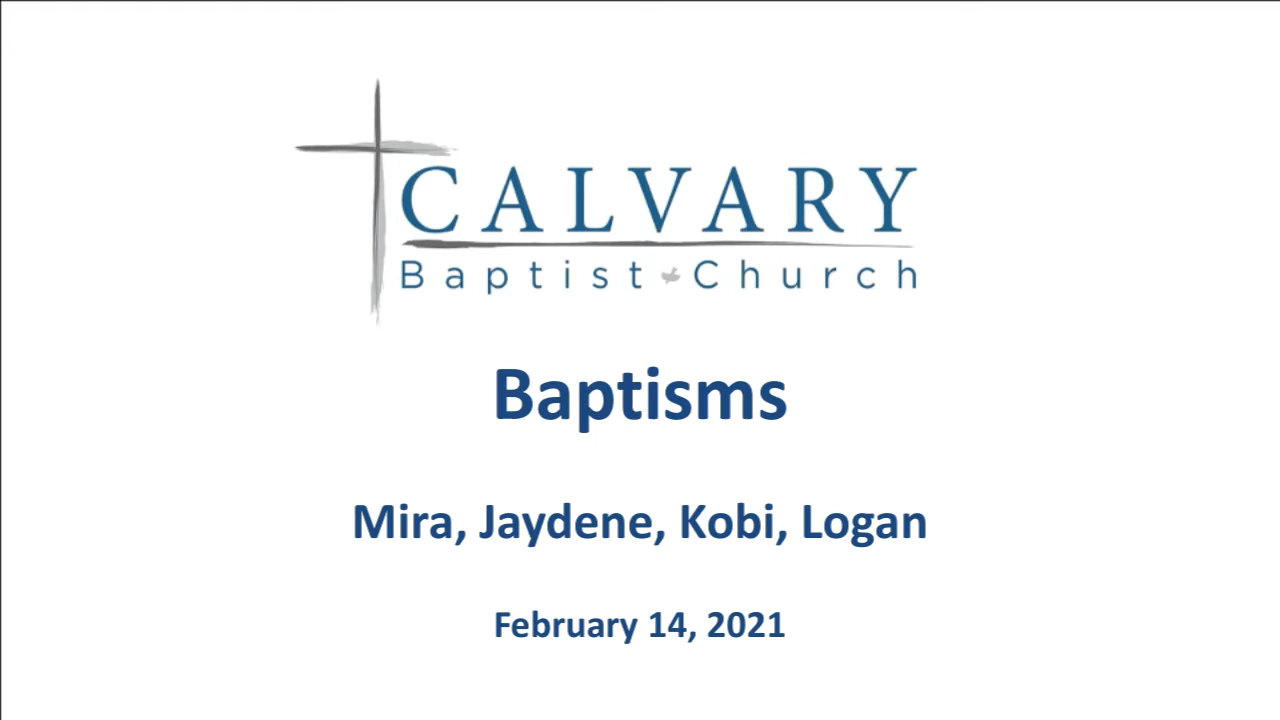 CALVARY
Baptist Church
Baptisms
Mira, Jaydene, Kobi, Logan
February 14, 2021